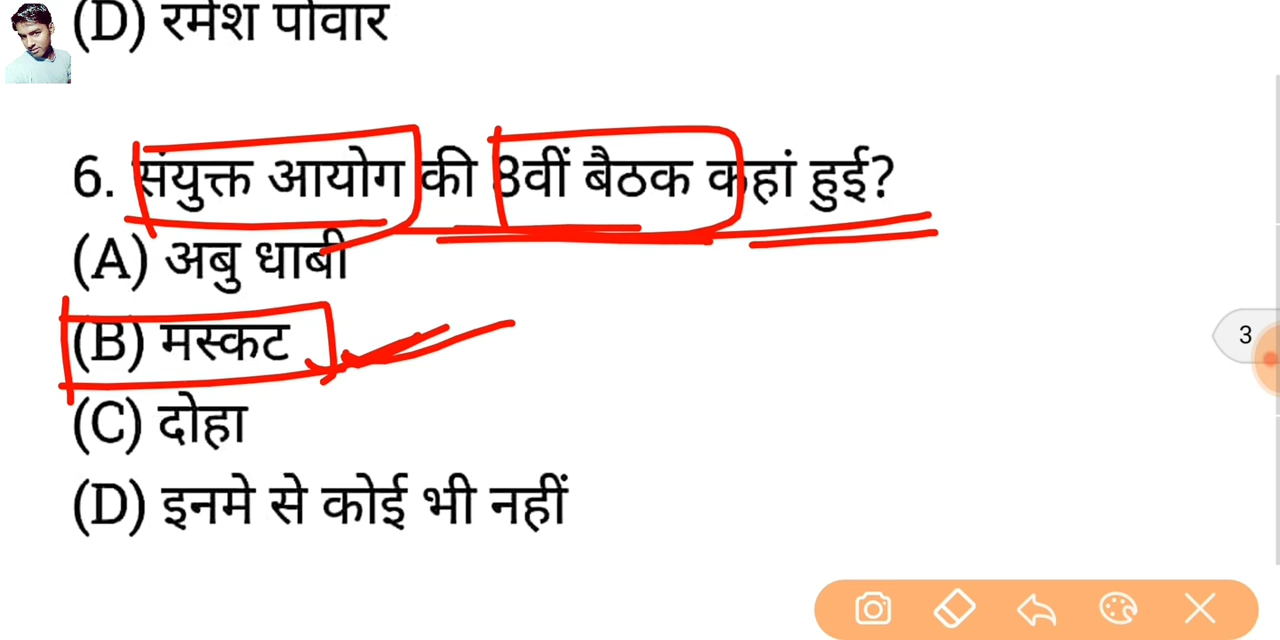 (D) रमेश पोवार
6. संयुक्त आयोग की 8वीं बैठक कहां हुई?
(A) अबु धाबी
(B) मस्कट
(C) दोहा
(D) इनमे से कोई भी नहीं
3